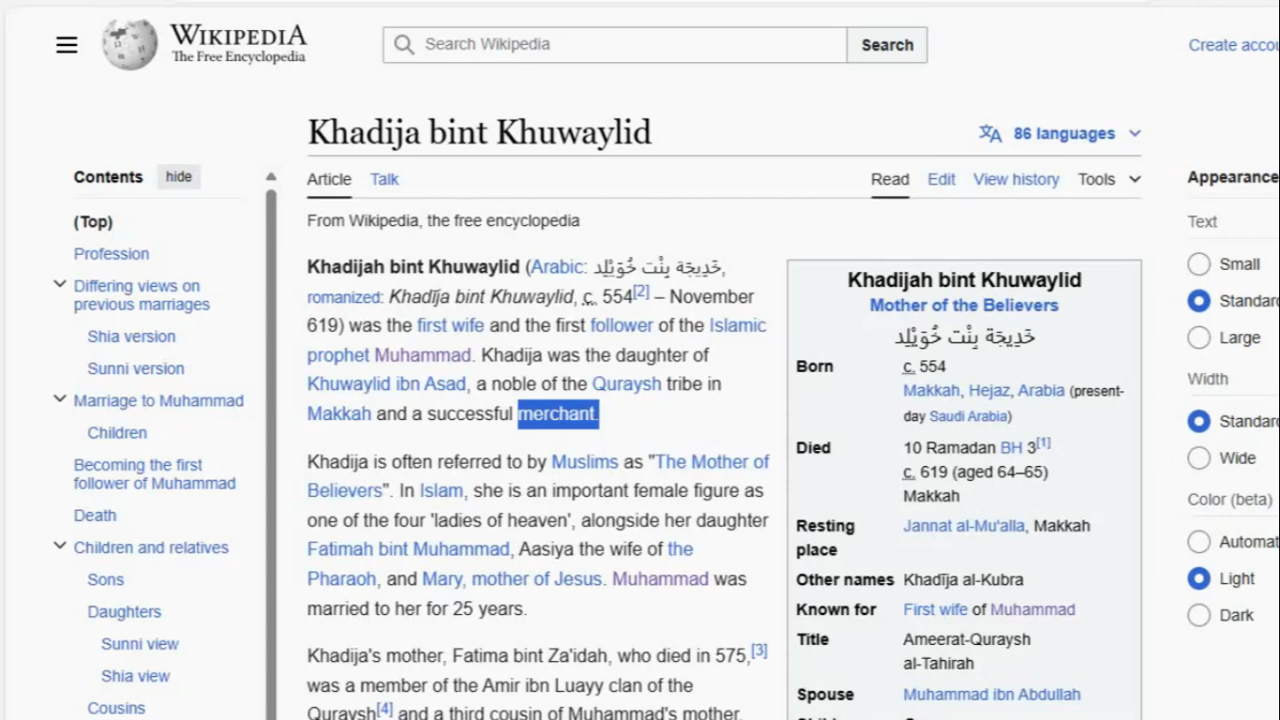 WIKIPEDIA
The Free Encyclopedia
Search Wikipedia
Search
Create accou
Khadija bint Khuwaylid
86 languages
Article Talk
Read Edit View history Tools
From Wikipedia, the free encyclopedia
Contents hide
(Top)
Profession
Differing views on
previous marriages
Shia version
Sunni version
Marriage to Muhammad
Children
Becoming the first
follower of Muhammad
Death
Children and relatives
Sons
Daughters
Sunni view
Shia view
Cousins
Khadijah bint Khuwaylid (Arabic: خَدِيجَة بِنْت خُوَيْلِد,
romanized: Khadīja bint Khuwaylid, c. 554[2] – November
619) was the first wife and the first follower of the Islamic
prophet Muhammad. Khadija was the daughter of
Khuwaylid ibn Asad, a noble of the Quraysh tribe in
Makkah and a successful merchant.
Khadija is often referred to by Muslims as "The Mother of
Believers". In Islam, she is an important female figure as
one of the four 'ladies of heaven', alongside her daughter
Fatimah bint Muhammad, Aasiya the wife of the
Pharaoh, and Mary, mother of Jesus. Muhammad was
married to her for 25 years.
Khadija's mother, Fatima bint Za'idah, who died in 575,[3]
was a member of the Amir ibn Luayy clan of the
Quraysh[4] and a third cousin of Muhammad's mother,
Khadijah bint Khuwaylid
Mother of the Believers
خَدِيجَة بِنْت خُوَيْلِد
Born c. 554
Makkah, Hejaz, Arabia (present-
day Saudi Arabia)
Died 10 Ramadan BH 3[1]
c. 619 (aged 64–65)
Makkah
Resting Jannat al-Mu'alla, Makkah
place
Other names Khadīja al-Kubra
Known for First wife of Muhammad
Title Ameerat-Quraysh
al-Tahirah
Spouse Muhammad ibn Abdullah
Appearance
Text
Small
Standard
Large
Width
Standard
Wide
Color (beta)
Automat
Light
Dark